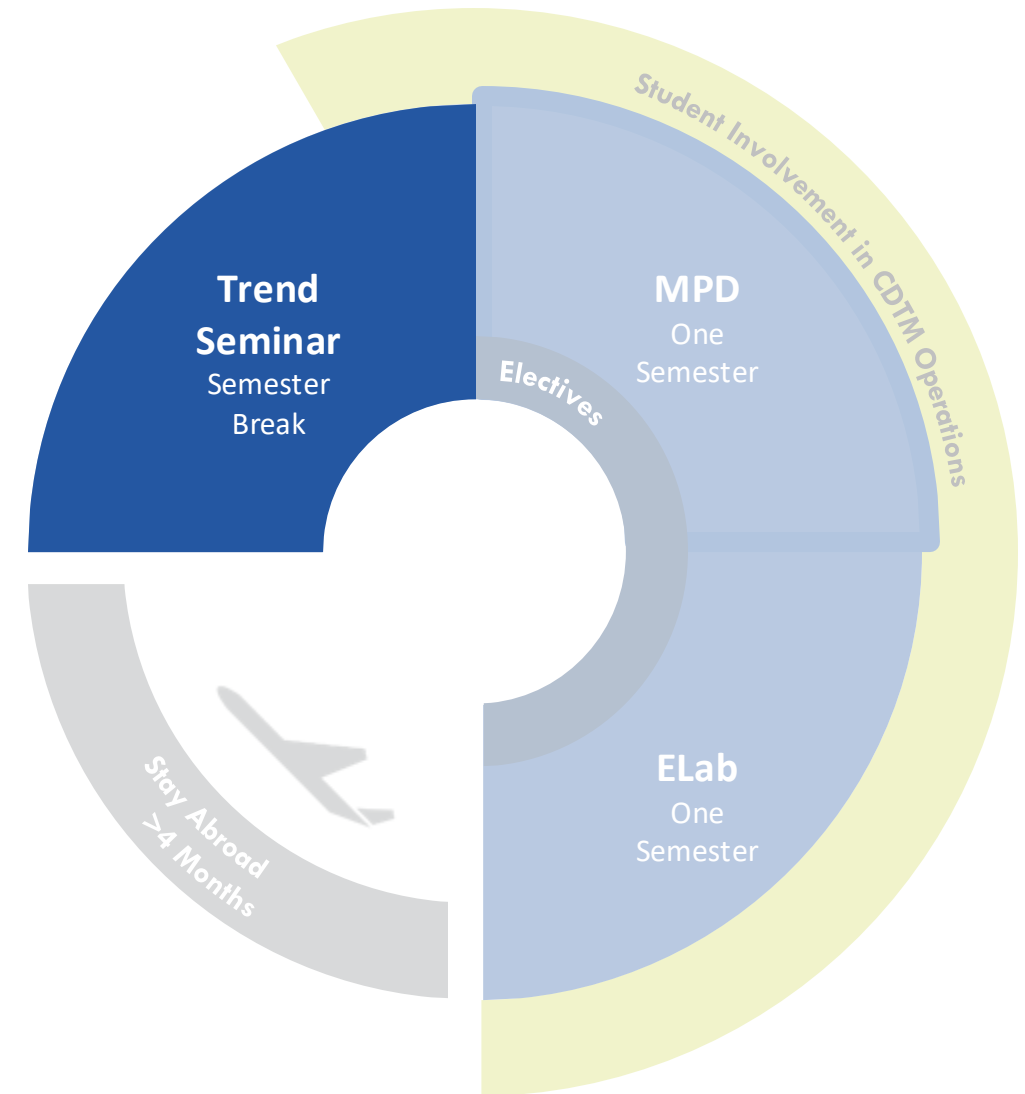 Student Involvement in CDTM Operations
Trend
Seminar
Semester
Break
MPD
One
Semester
Electives
ELab
One
Semester
Stay Abroad
>4 Months